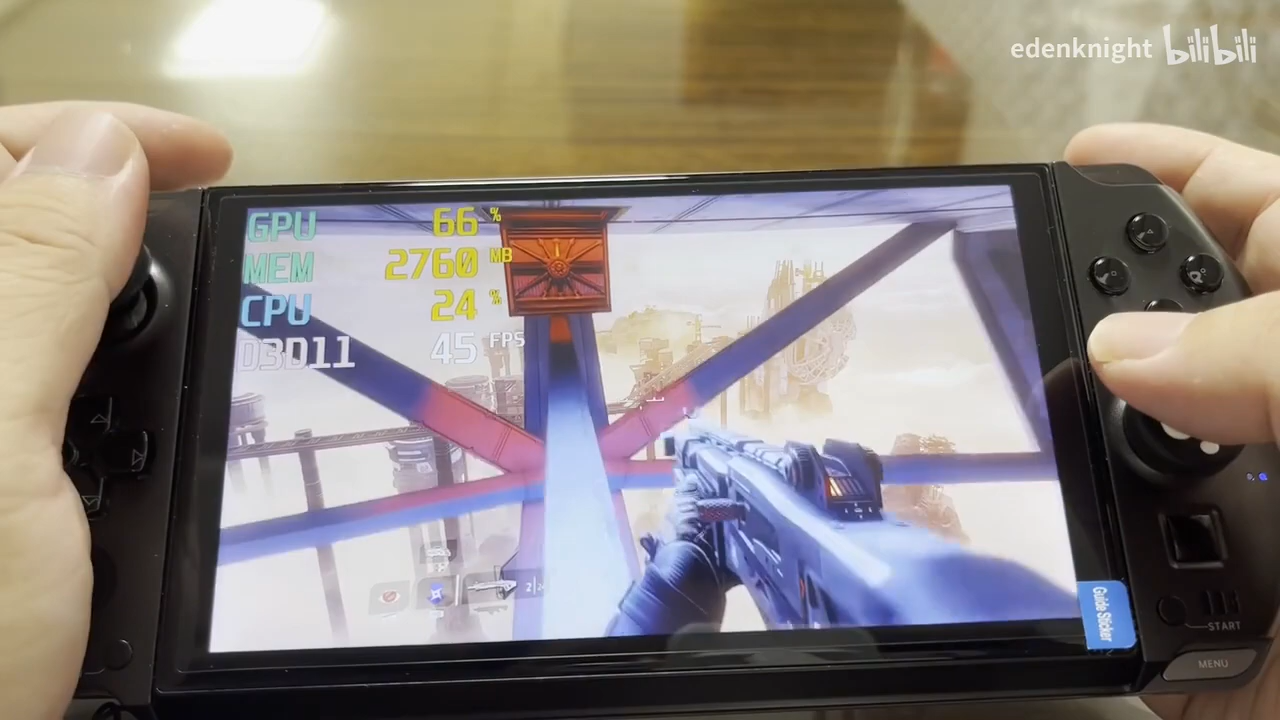 edenknight bilibili
GPU 66 %
MEM 2760 MB
CPU 24 %
D3D11 45 FPS
Guide Sticker
START
MENU